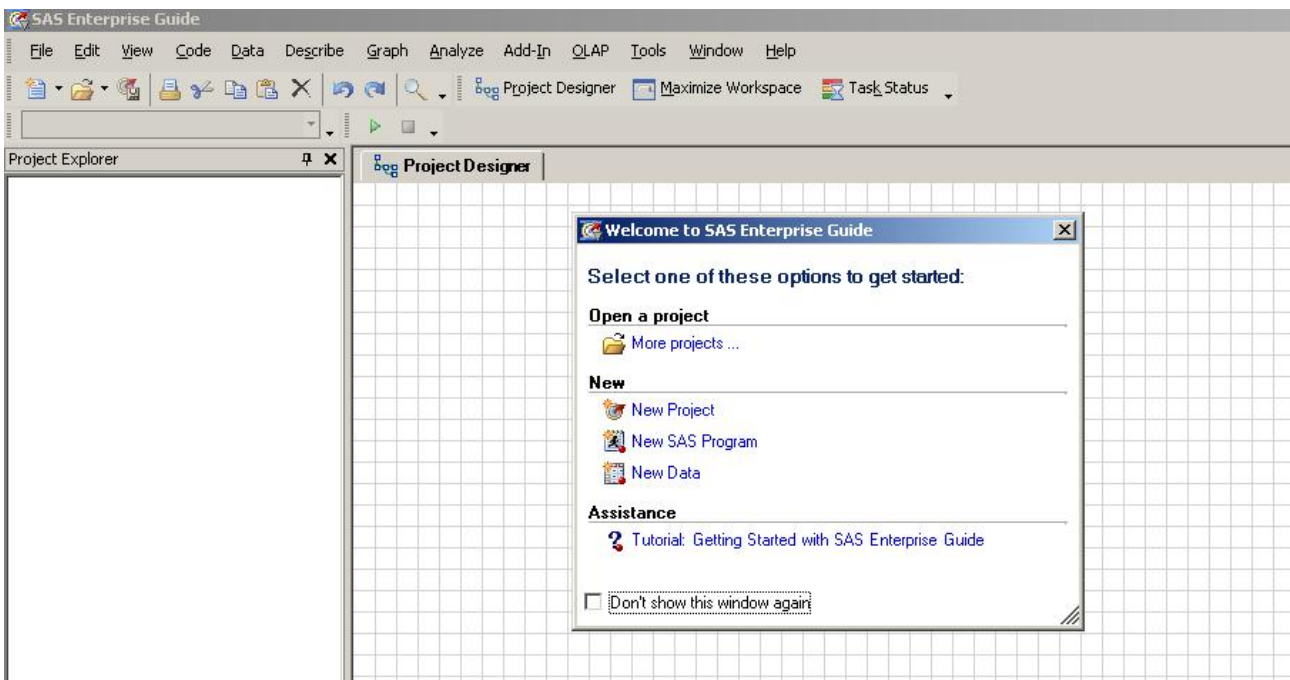 SAS Enterprise Guide
File Edit View Code Data Describe Graph Analyze Add-In OLAP Tools Window Help
Project Designer Maximize Workspace Task Status
Project Explorer
Project Designer
Welcome to SAS Enterprise Guide
Select one of these options to get started:
Open a project
More projects ...
New
New Project
New SAS Program
New Data
Assistance
Tutorial: Getting Started with SAS Enterprise Guide
Don't show this window again